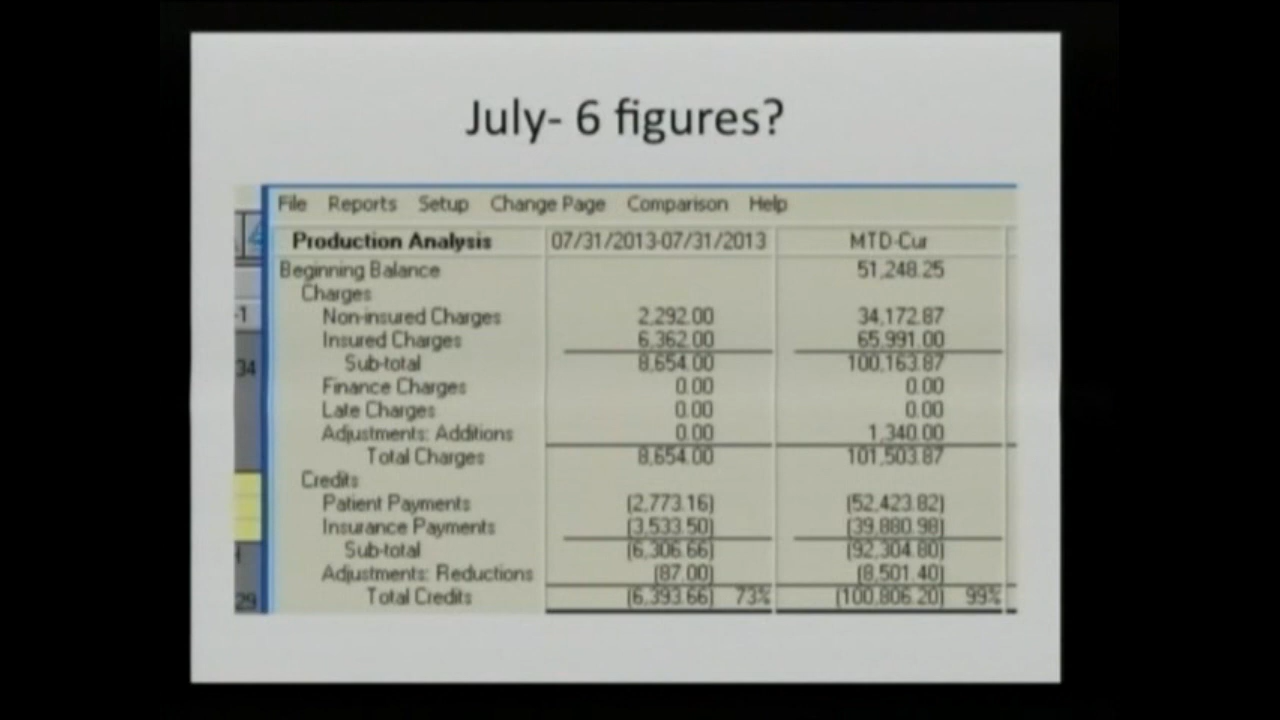 July- 6 figures?
File Reports Setup Change Page Comparison Help
Production Analysis 07/31/2013-07/31/2013 MTD-Cur
Beginning Balance 51,248.25
Charges
-1 Non-insured Charges 2,292.00 34,172.87
Insured Charges 6,362.00 65,991.00
34 Sub-total 8,654.00 100,163.87
Finance Charges 0.00 0.00
Late Charges 0.00 0.00
Adjustments: Additions 0.00 1,340.00
Total Charges 8,654.00 101,503.87
Credits
Patient Payments (2,773.16) (52,423.82)
Insurance Payments (3,533.50) (39,880.98)
Sub-total (6,306.66) (92,304.80)
Adjustments: Reductions (87.00) (8,501.40)
29 Total Credits (6,393.66) 73% (100,806.20) 99%